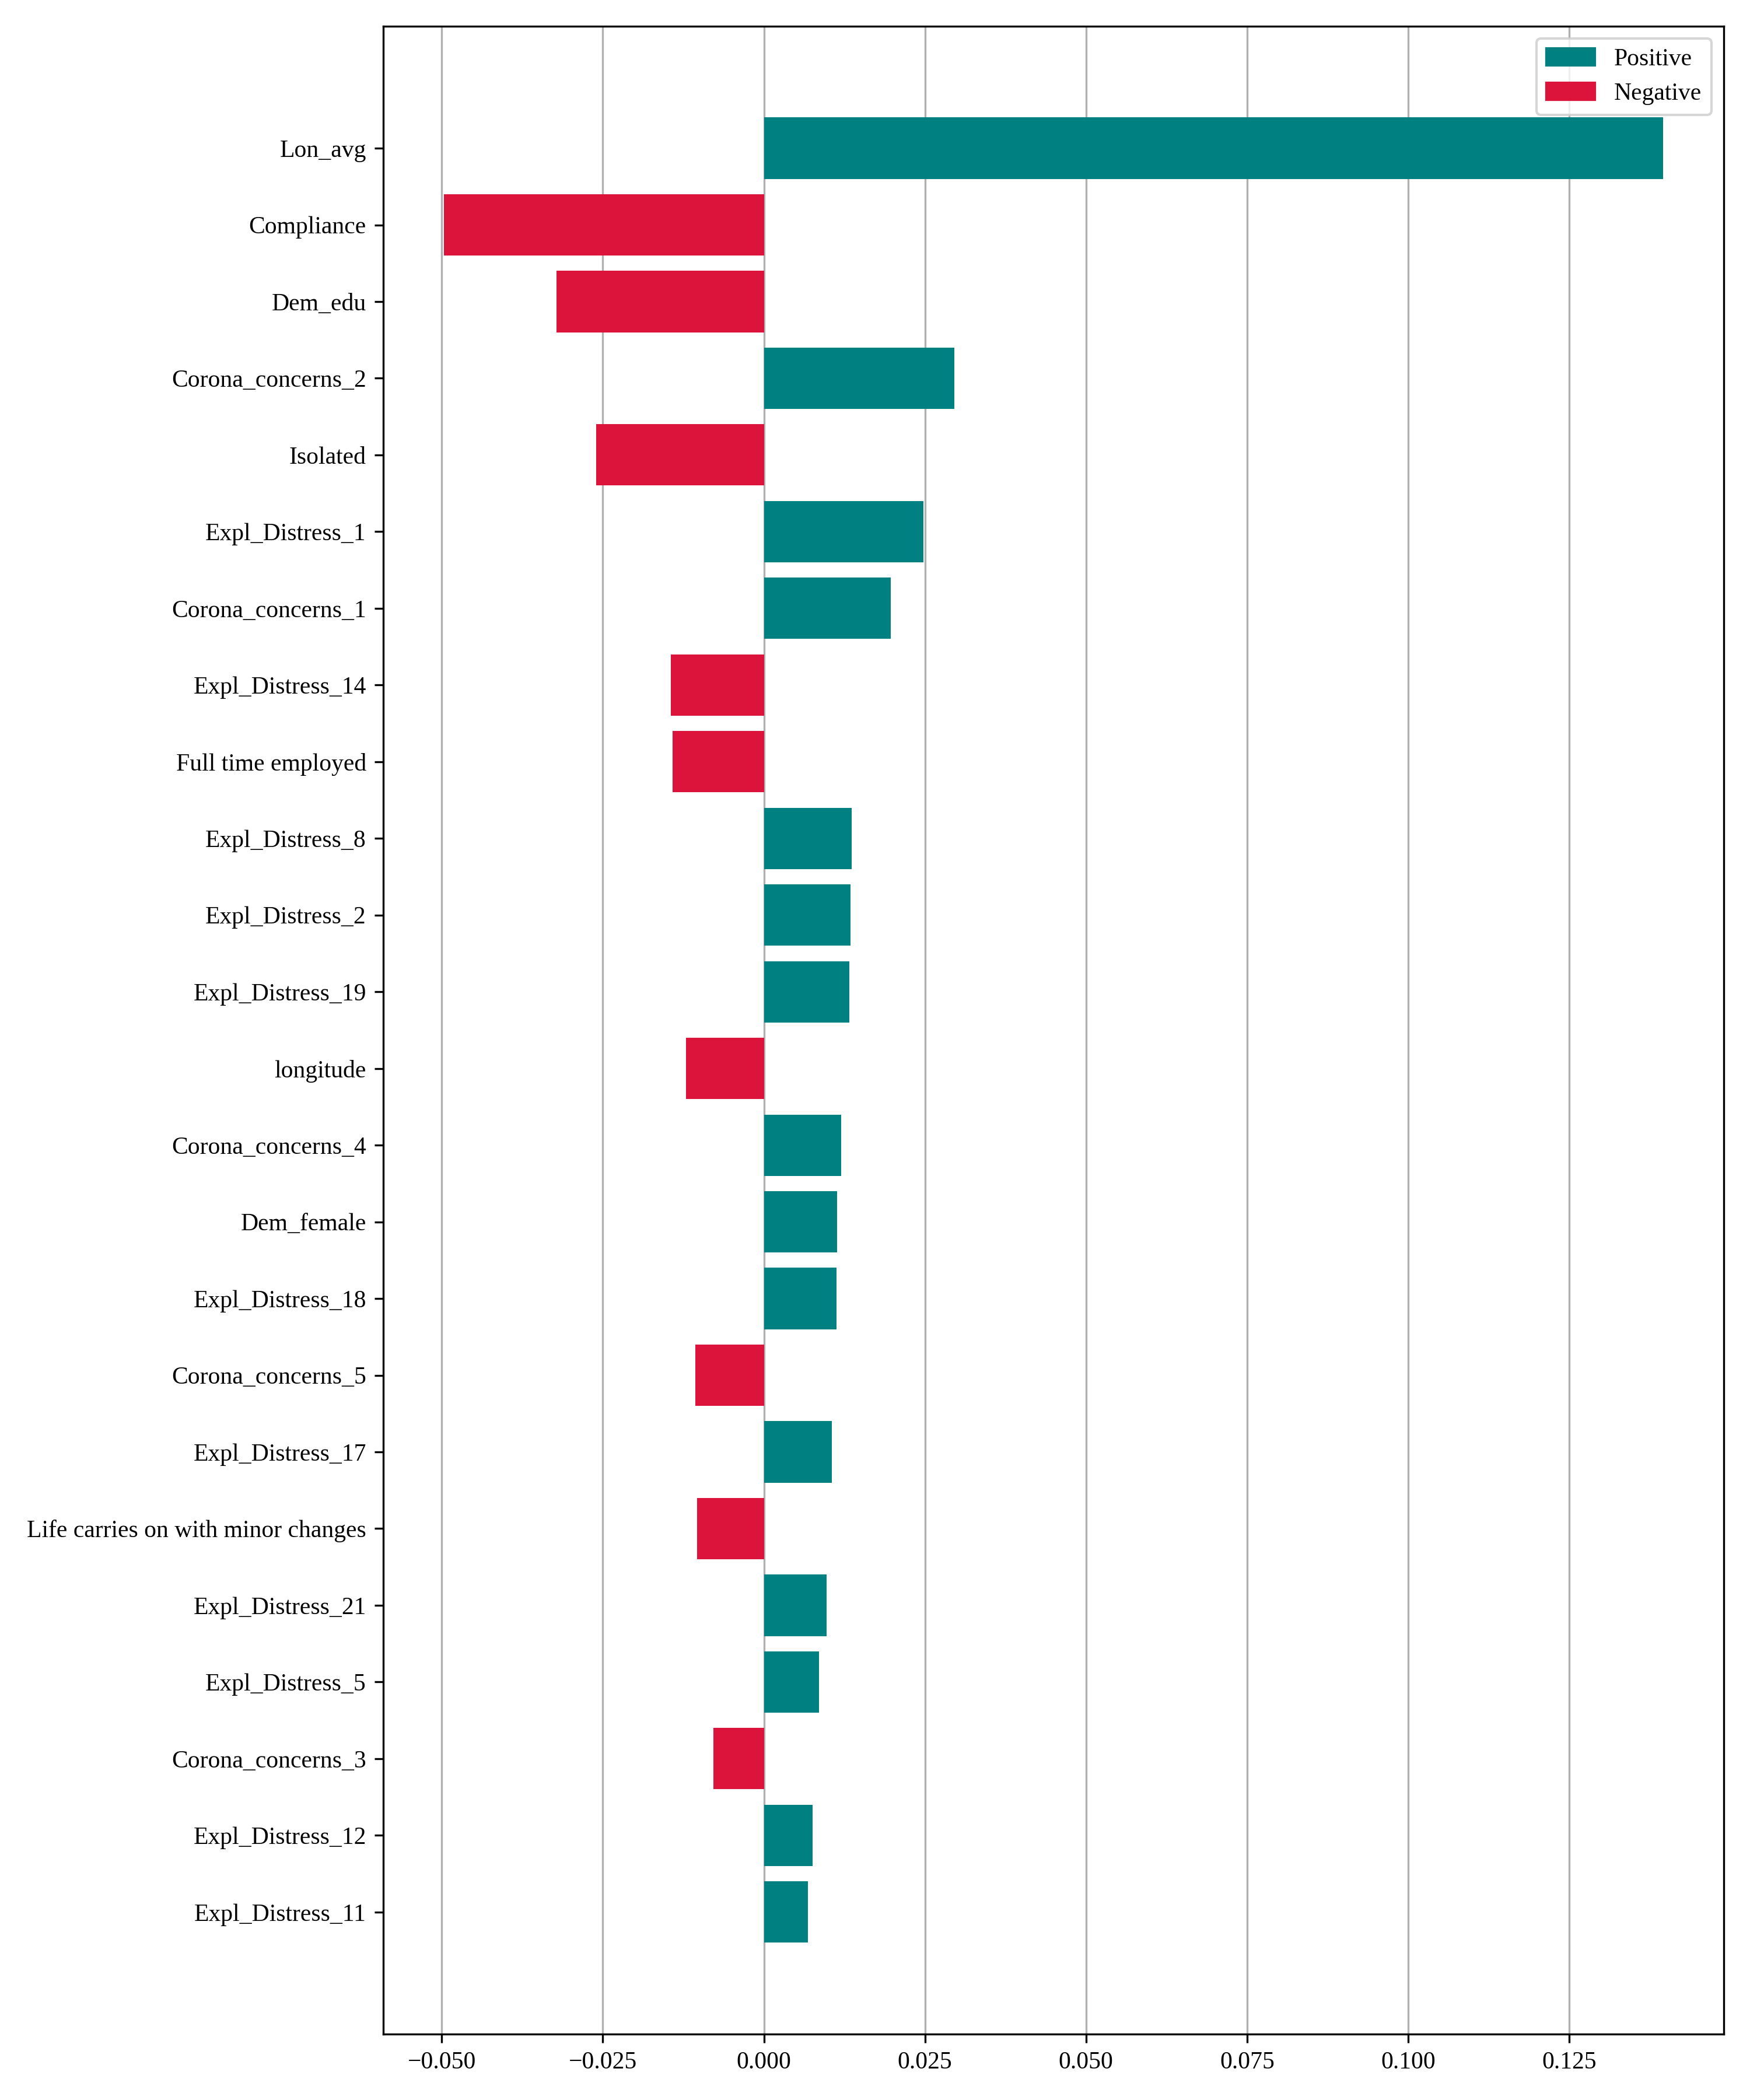 Positive
Negative
Lon_avg
Compliance
Dem_edu
Corona_concerns_2
Isolated
Expl_Distress_1
Corona_concerns_1
Expl_Distress_14
Full time employed
Expl_Distress_8
Expl_Distress_2
Expl_Distress_19
longitude
Corona_concerns_4
Dem_female
Expl_Distress_18
Corona_concerns_5
Expl_Distress_17
Life carries on with minor changes
Expl_Distress_21
Expl_Distress_5
Corona_concerns_3
Expl_Distress_12
Expl_Distress_11
−0.050 −0.025 0.000 0.025 0.050 0.075 0.100 0.125